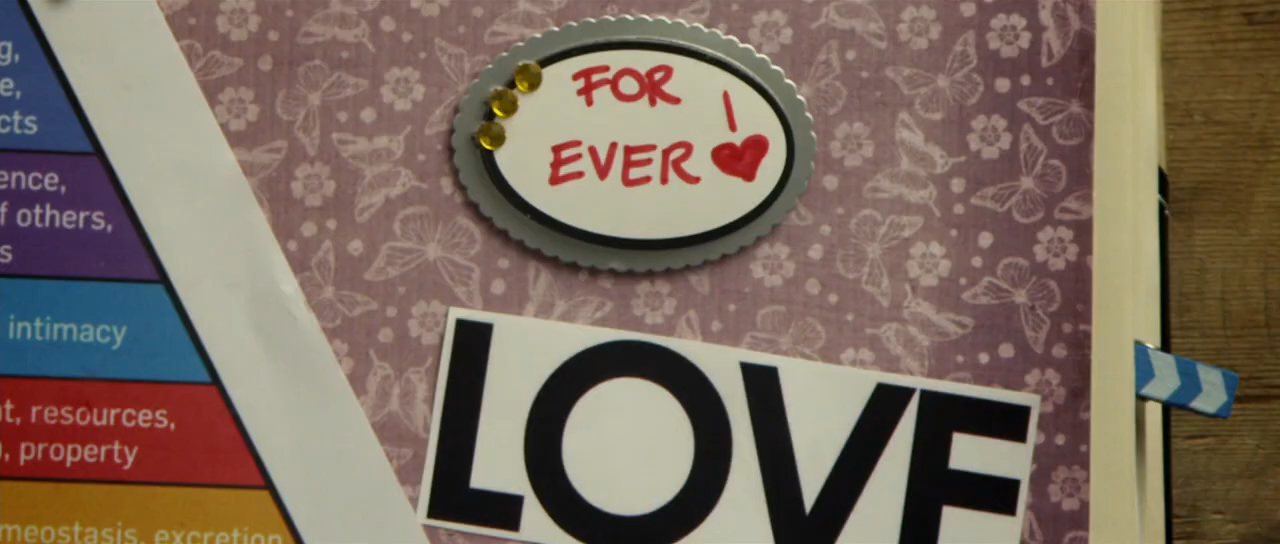 g,
e,
cts
ence,
f others,
s
intimacy
t, resources,
, property
meostasis, excretion
FOR
EVER
LOVE